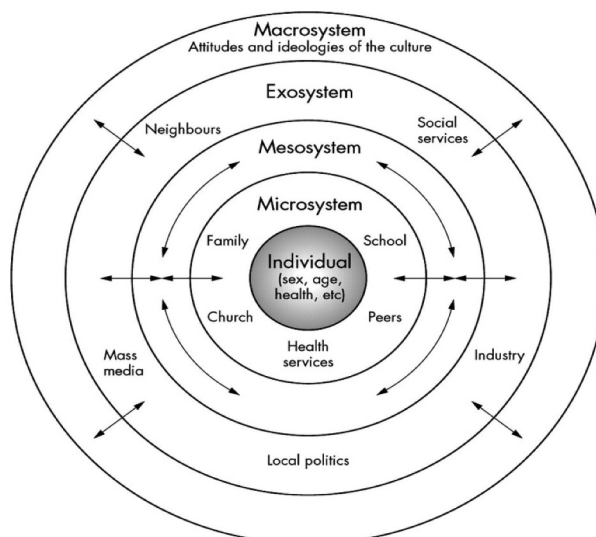 Macrosystem
Attitudes and ideologies of the culture
Exosystem
Neighbours
Social
services
Mesosystem
Microsystem
Family
School
Individual
(sex, age,
health, etc)
Church
Peers
Health
services
Mass
media
Industry
Local politics